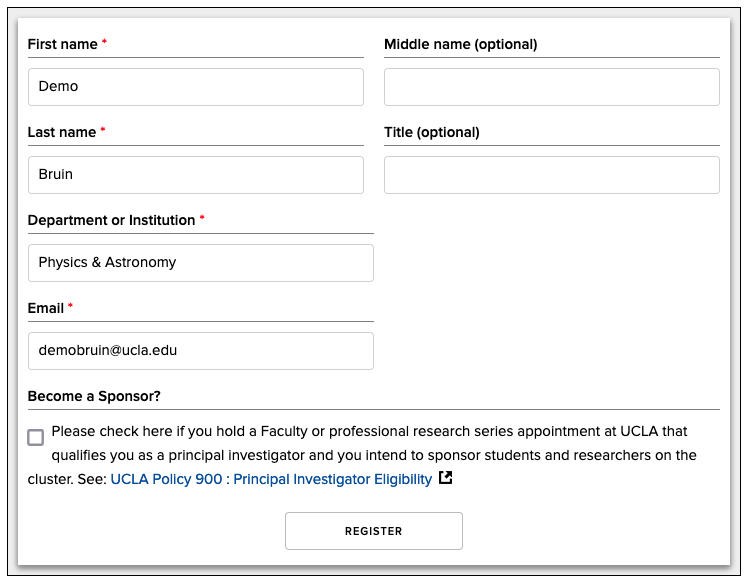 First name *
Middle name (optional)
Demo
Last name *
Title (optional)
Bruin
Department or Institution *
Physics & Astronomy
Email *
demobruin@ucla.edu
Become a Sponsor?
Please check here if you hold a Faculty or professional research series appointment at UCLA that
qualifies you as a principal investigator and you intend to sponsor students and researchers on the
cluster. See: UCLA Policy 900 : Principal Investigator Eligibility
REGISTER